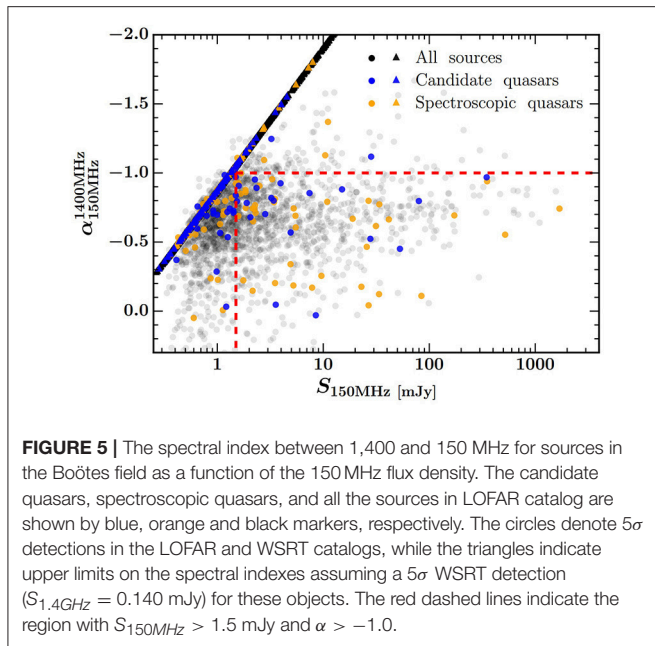 −2.0
−1.5
−1.0
−0.5
0.0
α 1400MHz 150MHz
All sources
Candidate quasars
Spectroscopic quasars
1 10 100 1000
S150MHz [mJy]
FIGURE 5 | The spectral index between 1,400 and 150 MHz for sources in
the Boötes field as a function of the 150 MHz flux density. The candidate
quasars, spectroscopic quasars, and all the sources in LOFAR catalog are
shown by blue, orange and black markers, respectively. The circles denote 5σ
detections in the LOFAR and WSRT catalogs, while the triangles indicate
upper limits on the spectral indexes assuming a 5σ WSRT detection
(S1.4GHz = 0.140 mJy) for these objects. The red dashed lines indicate the
region with S150MHz > 1.5 mJy and α > −1.0.